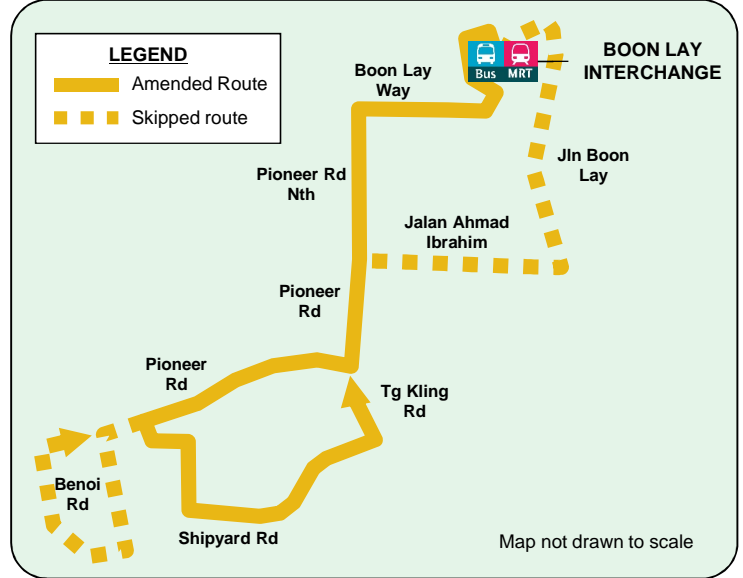 LEGEND
Amended Route
Skipped route
Bus MRT
BOON LAY
INTERCHANGE
Boon Lay
Way
Jln Boon
Lay
Pioneer Rd
Nth
Jalan Ahmad
Ibrahim
Pioneer
Rd
Pioneer
Rd
Tg Kling
Rd
Benoi
Rd
Shipyard Rd
Map not drawn to scale